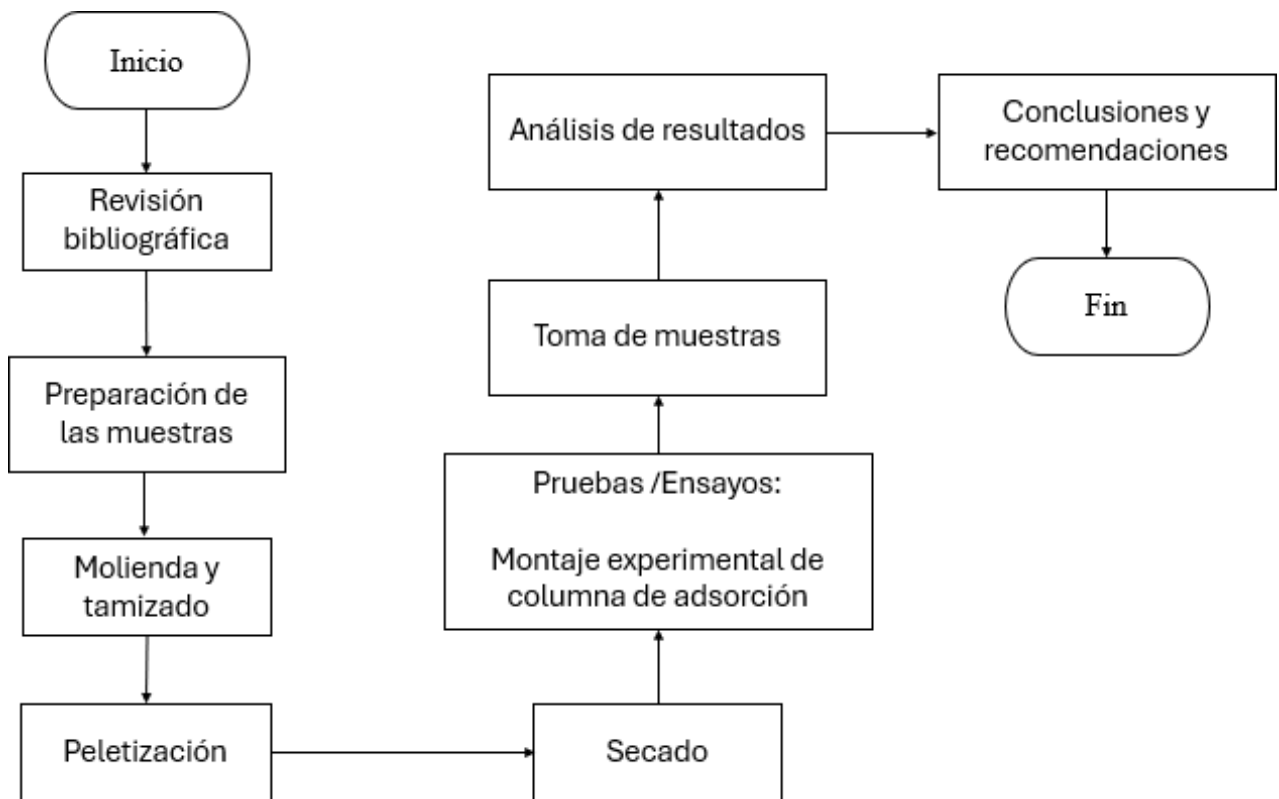 Inicio
Revisión
bibliográfica
Preparación de
las muestras
Molienda y
tamizado
Peletización
Secado
Pruebas /Ensayos:
Montaje experimental de
columna de adsorción
Toma de muestras
Análisis de resultados
Conclusiones y
recomendaciones
Fin